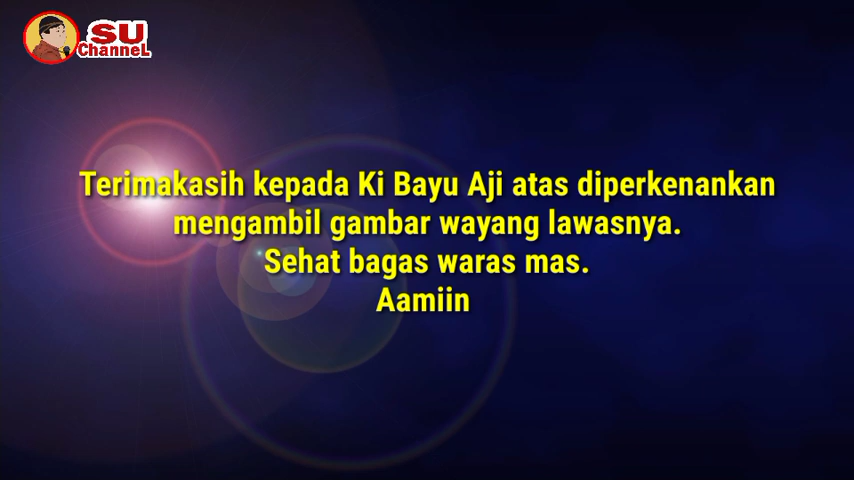 SU
ChanneL
Terimakasih kepada Ki Bayu Aji atas diperkenankan
mengambil gambar wayang lawasnya.
Sehat bagas waras mas.
Aamiin